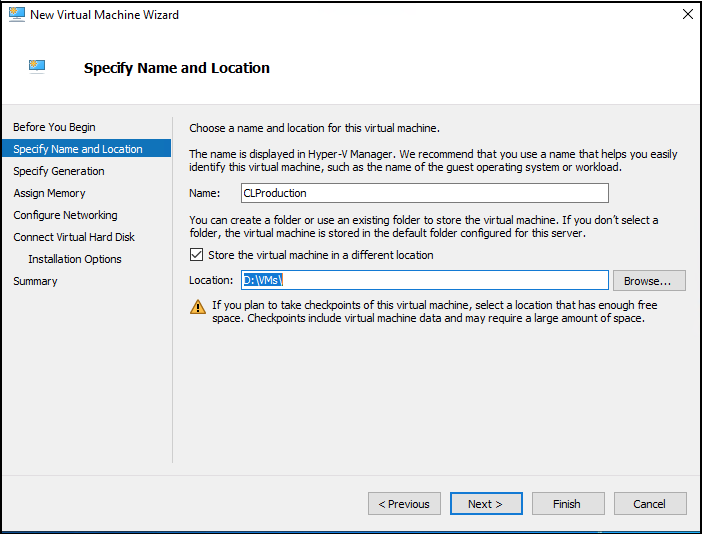 New Virtual Machine Wizard
Specify Name and Location
Before You Begin
Specify Name and Location
Specify Generation
Assign Memory
Configure Networking
Connect Virtual Hard Disk
Installation Options
Summary
Choose a name and location for this virtual machine.
The name is displayed in Hyper-V Manager. We recommend that you use a name that helps you easily
identify this virtual machine, such as the name of the guest operating system or workload.
Name: CLProduction
You can create a folder or use an existing folder to store the virtual machine. If you don't select a
folder, the virtual machine is stored in the default folder configured for this server.
Store the virtual machine in a different location
Location: D:\VMs\ Browse...
If you plan to take checkpoints of this virtual machine, select a location that has enough free
space. Checkpoints include virtual machine data and may require a large amount of space.
< Previous Next > Finish Cancel